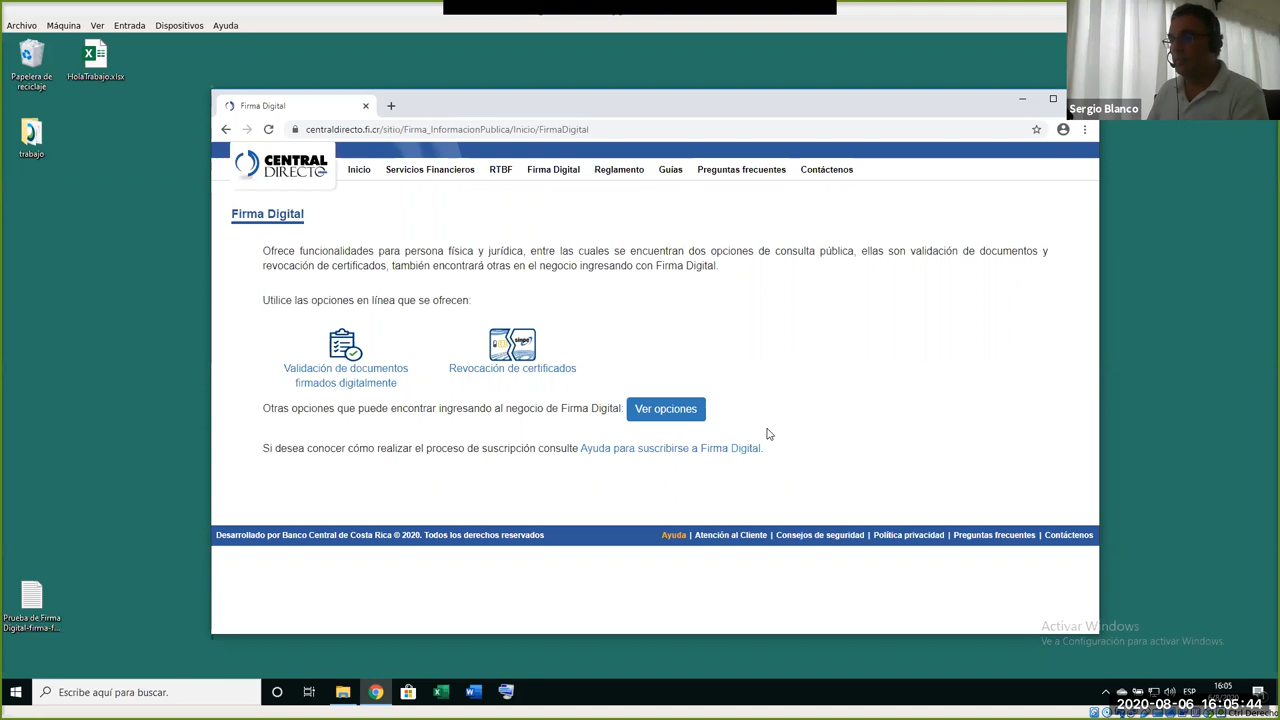 Archivo Máquina Ver Entrada Dispositivos Ayuda
Sergio Blanco
Papelera de
reciclaje
HolaTrabajo.xlsx
trabajo
Prueba de Firma
Digital-firma-f...
Firma Digital
centraldirecto.fi.cr/sitio/Firma_InformacionPublica/Inicio/FirmaDigital
CENTRAL
DIRECTO
Inicio Servicios Financieros RTBF Firma Digital Reglamento Guías Preguntas frecuentes Contáctenos
Firma Digital
Ofrece funcionalidades para persona física y jurídica, entre las cuales se encuentran dos opciones de consulta pública, ellas son validación de documentos y
revocación de certificados, también encontrará otras en el negocio ingresando con Firma Digital.
Utilice las opciones en línea que se ofrecen:
Validación de documentos
firmados digitalmente
Revocación de certificados
Otras opciones que puede encontrar ingresando al negocio de Firma Digital: Ver opciones
Si desea conocer cómo realizar el proceso de suscripción consulte Ayuda para suscribirse a Firma Digital.
Desarrollado por Banco Central de Costa Rica © 2020. Todos los derechos reservados
Ayuda | Atención al Cliente | Consejos de seguridad | Política privacidad | Preguntas frecuentes | Contáctenos
Activar Windows
Ve a Configuración para activar Windows.
Escribe aquí para buscar.
ESP
16:05
6/8/2020
2020-08-06 16:05:44
Ctrl Derecho